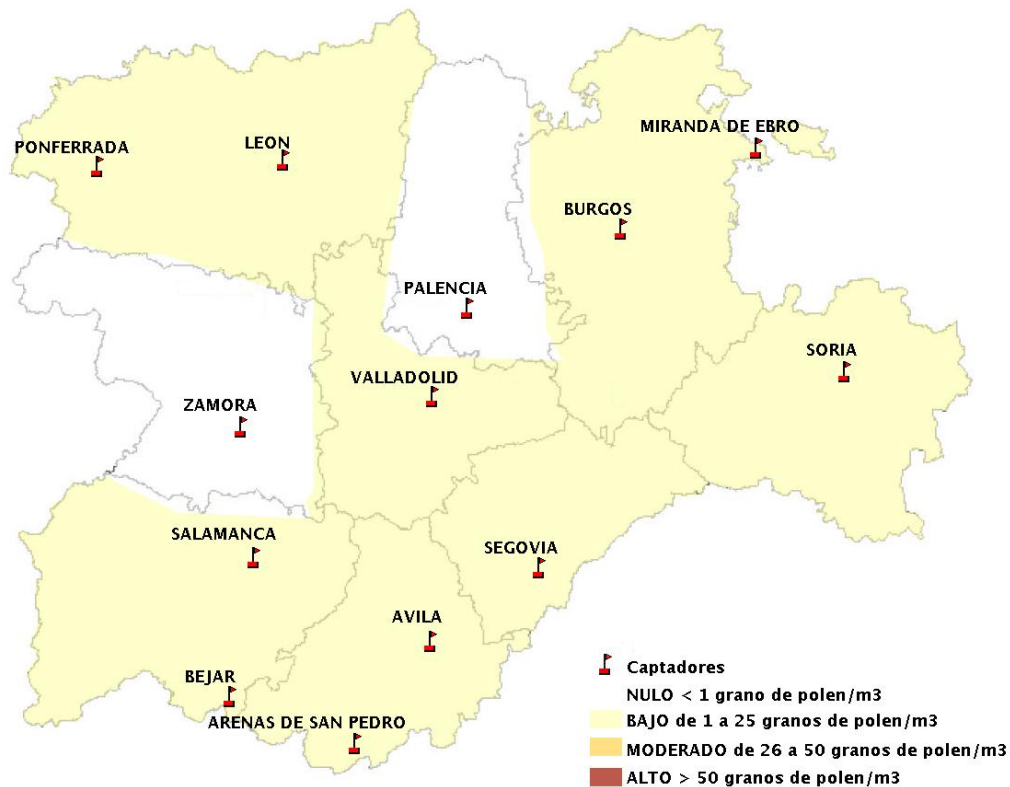 MIRANDA DE EBRO
PONFERRADA
LEON
BURGOS
PALENCIA
SORIA
VALLADOLID
ZAMORA
SALAMANCA
SEGOVIA
AVILA
BEJAR
ARENAS DE SAN PEDRO
Captadores
NULO < 1 grano de polen/m3
BAJO de 1 a 25 granos de polen/m3
MODERADO de 26 a 50 granos de polen/m3
ALTO > 50 granos de polen/m3